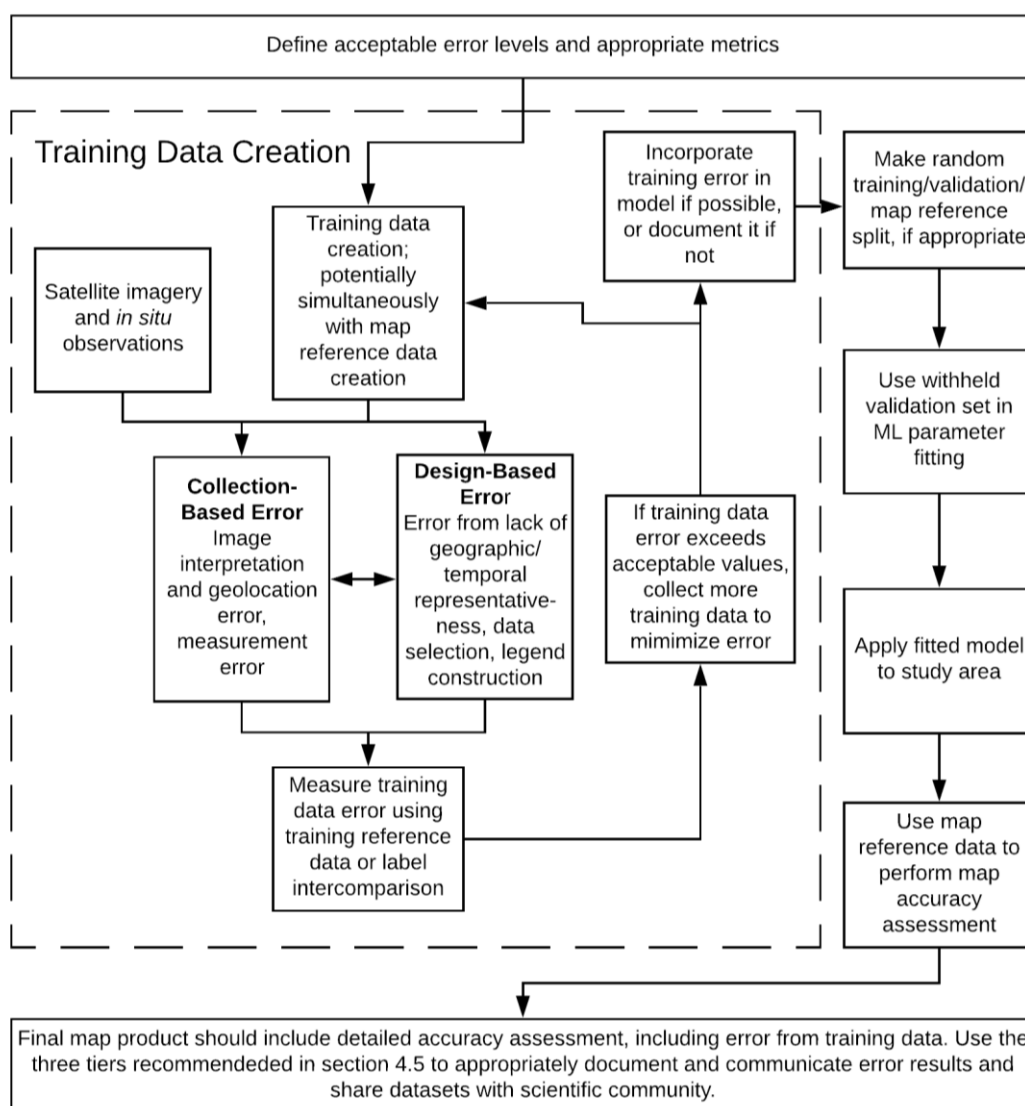 Define acceptable error levels and appropriate metrics
Training Data Creation
Satellite imagery
and in situ
observations
Training data
creation;
potentially
simultaneously
with map
reference data
creation
Collection-
Based Error
Image
interpretation
and geolocation
error,
measurement
error
Design-Based
Error
Error from lack of
geographic/
temporal
representative-
ness, data
selection, legend
construction
Measure training
data error using
training reference
data or label
intercomparison
If training data
error exceeds
acceptable values,
collect more
training data to
mimimize error
Incorporate
training error in
model if possible,
or document it if
not
Make random
training/validation/
map reference
split, if appropriate
Use withheld
validation set in
ML parameter
fitting
Apply fitted model
to study area
Use map
reference data to
perform map
accuracy
assessment
Final map product should include detailed accuracy assessment, including error from training data. Use the
three tiers recommendeded in section 4.5 to appropriately document and communicate error results and
share datasets with scientific community.